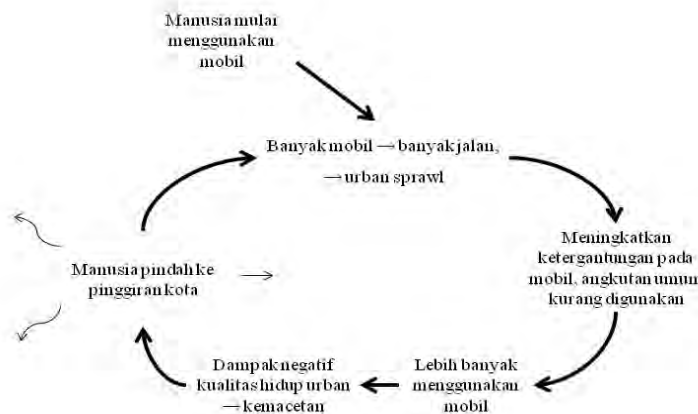 Manusia mulai
menggunakan
mobil
Banyak mobil → banyak jalan,
→ urban sprawl
Meningkatkan
ketergantungan pada
mobil, angkutan umum
kurang digunakan
Lebih banyak
menggunakan
mobil
Dampak negatif
kualitas hidup urban
→ kemacetan
Manusia pindah ke
pinggiran kota